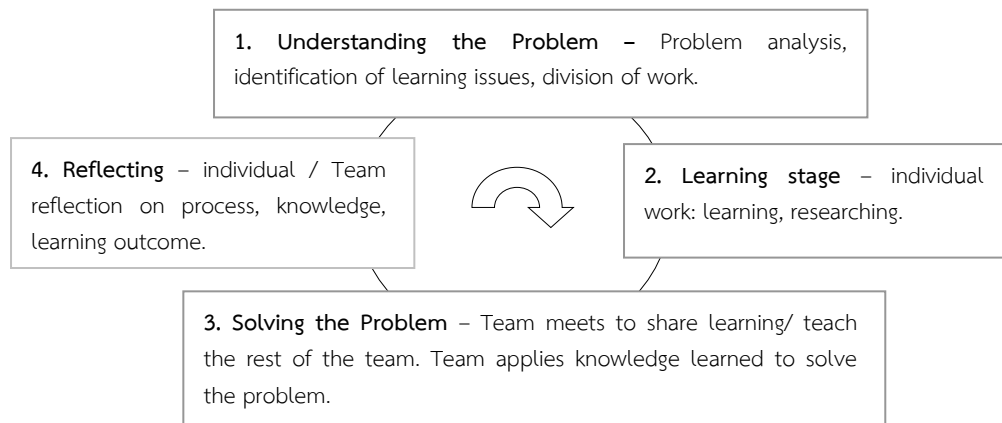 1. Understanding the Problem – Problem analysis,
identification of learning issues, division of work.
4. Reflecting – individual / Team
reflection on process, knowledge,
learning outcome.
2. Learning stage – individual
work: learning, researching.
3. Solving the Problem – Team meets to share learning/ teach
the rest of the team. Team applies knowledge learned to solve
the problem.